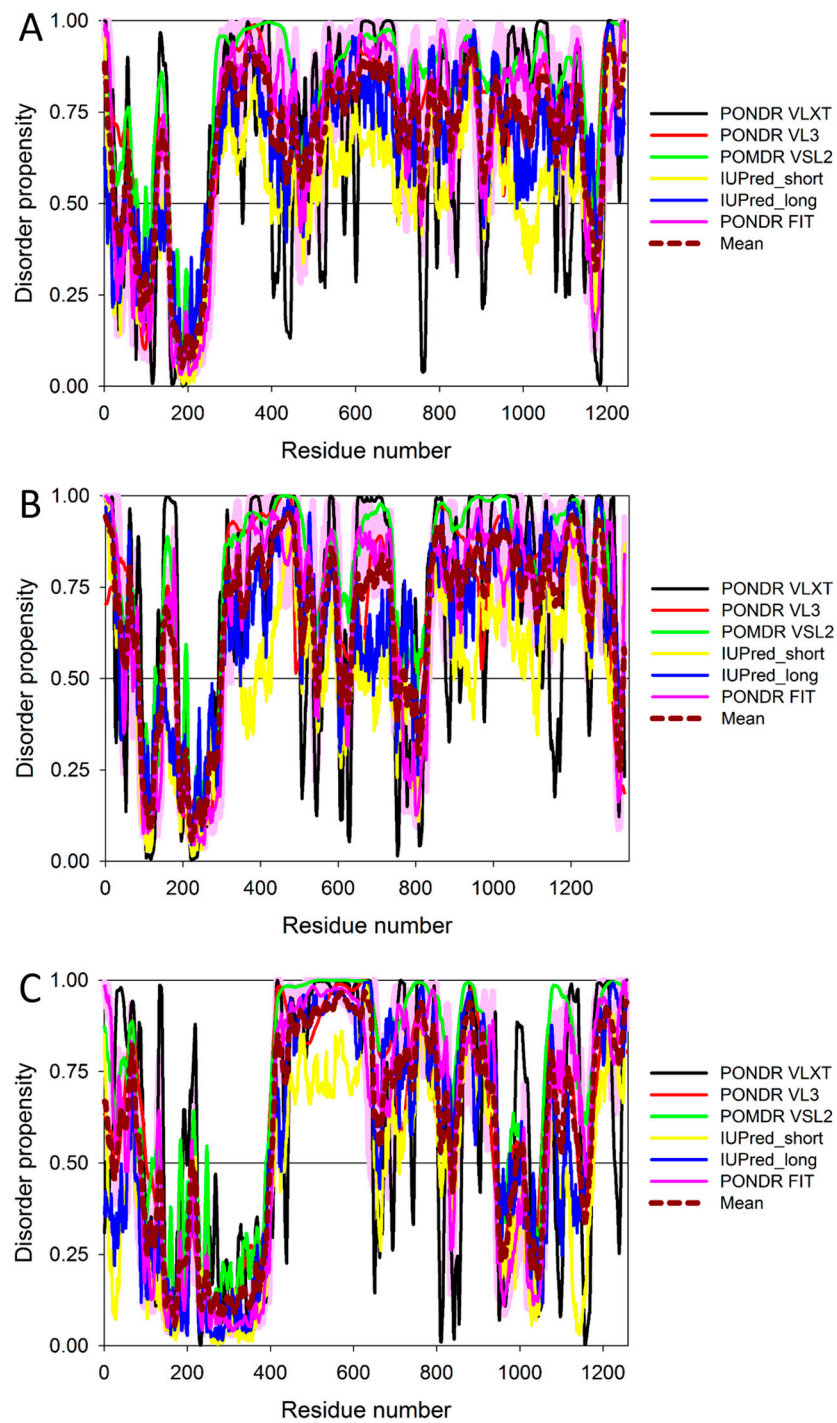 A
1.00
0.75
0.50
0.25
0.00
Disorder propensity
0 200 400 600 800 1000 1200
Residue number
PONDR VLXT
PONDR VL3
POMDR VSL2
IUPred_short
IUPred_long
PONDR FIT
Mean
B
1.00
0.75
0.50
0.25
0.00
Disorder propensity
0 200 400 600 800 1000 1200
Residue number
PONDR VLXT
PONDR VL3
POMDR VSL2
IUPred_short
IUPred_long
PONDR FIT
Mean
C
1.00
0.75
0.50
0.25
0.00
Disorder propensity
0 200 400 600 800 1000 1200
Residue number
PONDR VLXT
PONDR VL3
POMDR VSL2
IUPred_short
IUPred_long
PONDR FIT
Mean